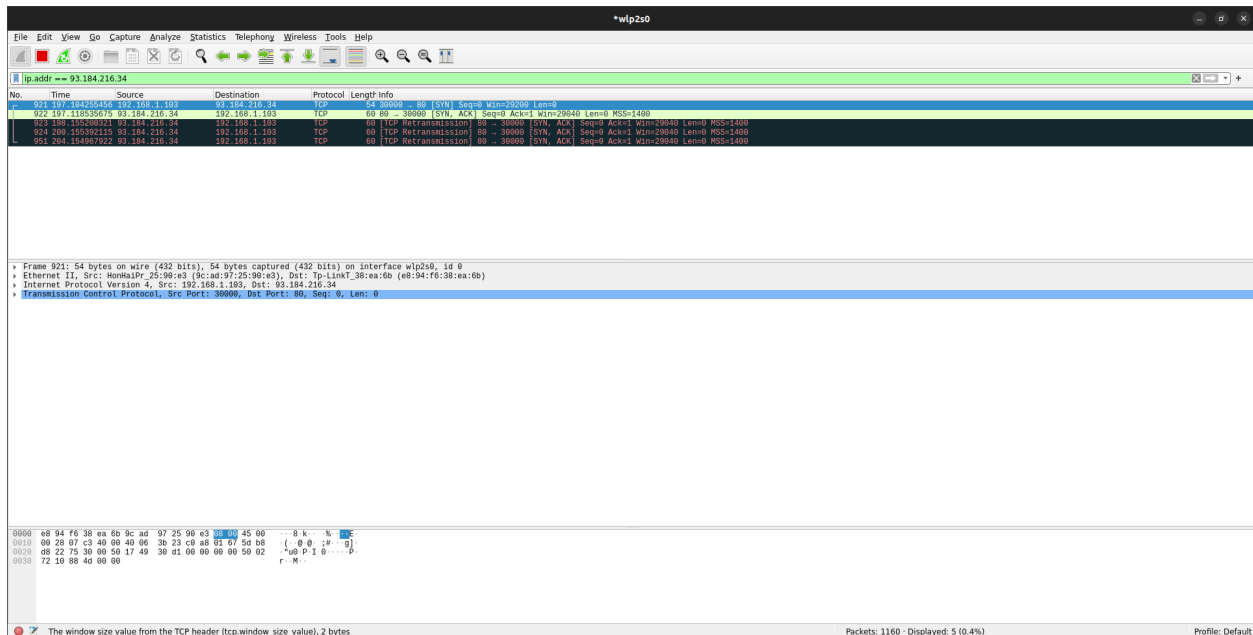 *wlp2s0
File Edit View Go Capture Analyze Statistics Telephony Wireless Tools Help
ip.addr == 93.184.216.34
No. Time Source Destination Protocol Length Info
921 197.104255456 192.168.1.103 93.184.216.34 TCP 54 30000 → 80 [SYN] Seq=0 Win=29200 Len=0
922 197.118535675 93.184.216.34 192.168.1.103 TCP 60 80 → 30000 [SYN, ACK] Seq=0 Ack=1 Win=29040 Len=0 MSS=1400
923 198.155200321 93.184.216.34 192.168.1.103 TCP 60 [TCP Retransmission] 80 → 30000 [SYN, ACK] Seq=0 Ack=1 Win=29040 Len=0 MSS=1400
924 200.155392115 93.184.216.34 192.168.1.103 TCP 60 [TCP Retransmission] 80 → 30000 [SYN, ACK] Seq=0 Ack=1 Win=29040 Len=0 MSS=1400
951 204.154967922 93.184.216.34 192.168.1.103 TCP 60 [TCP Retransmission] 80 → 30000 [SYN, ACK] Seq=0 Ack=1 Win=29040 Len=0 MSS=1400
Frame 921: 54 bytes on wire (432 bits), 54 bytes captured (432 bits) on interface wlp2s0, id 0
Ethernet II, Src: HonHaiPr_25:90:e3 (9c:ad:97:25:90:e3), Dst: Tp-LinkT_38:ea:6b (e8:94:f6:38:ea:6b)
Internet Protocol Version 4, Src: 192.168.1.103, Dst: 93.184.216.34
Transmission Control Protocol, Src Port: 30000, Dst Port: 80, Seq: 0, Len: 0
0000 e8 94 f6 38 ea 6b 9c ad 97 25 90 e3 08 00 45 00 ···8·k·· ·%····E·
0010 00 28 07 c3 40 00 40 06 3b 23 c0 a8 01 67 5d b8 ·(··@·@· ;#···g]·
0020 d8 22 75 30 00 50 17 49 30 d1 00 00 00 00 50 02 ·"u0·P·I 0·····P·
0030 72 10 88 4d 00 00 r··M··
The window size value from the TCP header (tcp.window_size_value), 2 bytes
Packets: 1160 · Displayed: 5 (0.4%)
Profile: Default